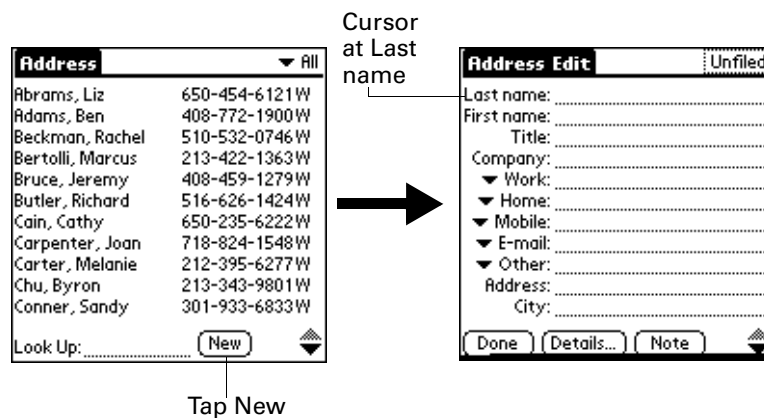 Cursor
at Last
name
Address All
Abrams, Liz 650-454-6121W
Adams, Ben 408-772-1900W
Beckman, Rachel 510-532-0746W
Bertolli, Marcus 213-422-1363W
Bruce, Jeremy 408-459-1279W
Butler, Richard 516-626-1424W
Cain, Cathy 650-235-6222W
Carpenter, Joan 718-824-1548W
Carter, Melanie 212-395-6277W
Chu, Byron 213-343-9801W
Conner, Sandy 301-933-6833W
Look Up: New
Tap New
Address Edit Unfiled
Last name:
First name:
Title:
Company:
Work:
Home:
Mobile:
E-mail:
Other:
Address:
City:
Done Details... Note